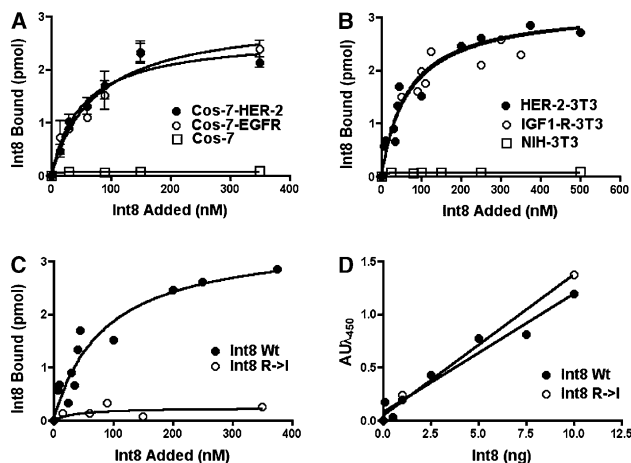 A
Int8 Bound (pmol)
3
2
1
0
Cos-7-HER-2
Cos-7-EGFR
Cos-7
0 100 200 300 400
Int8 Added (nM)
B
Int8 Bound (pmol)
3
2
1
0
HER-2-3T3
IGF1-R-3T3
NIH-3T3
0 100 200 300 400 500 600
Int8 Added (nM)
C
Int8 Bound (pmol)
3
2
1
0
Int8 Wt
Int8 R->I
0 100 200 300 400
Int8 Added (nM)
D
AUλ450
1.5
1.0
0.5
0.0
Int8 Wt
Int8 R->I
0.0 2.5 5.0 7.5 10.0 12.5
Int8 (ng)